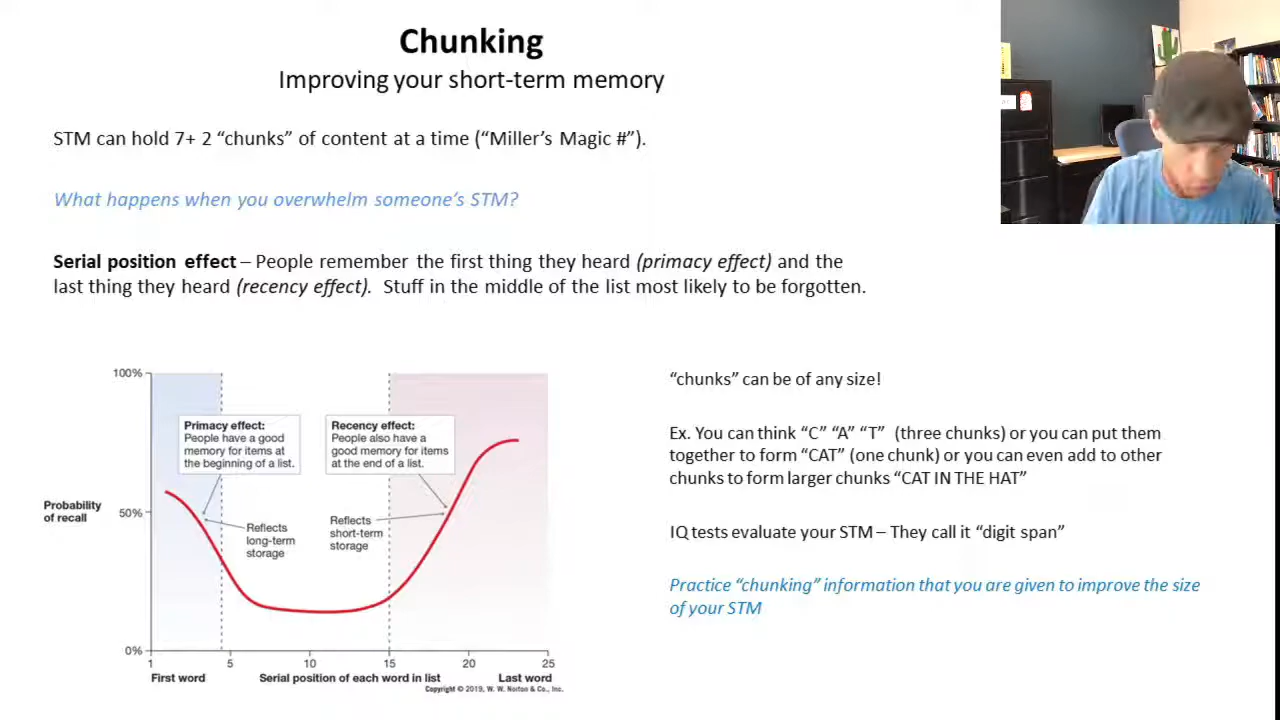 Chunking
Improving your short-term memory
STM can hold 7+ 2 “chunks” of content at a time (“Miller’s Magic #”).
What happens when you overwhelm someone’s STM?
Serial position effect – People remember the first thing they heard (primacy effect) and the
last thing they heard (recency effect). Stuff in the middle of the list most likely to be forgotten.
100%
Primacy effect:
People have a good
memory for items at
the beginning of a list.
Recency effect:
People also have a
good memory for items
at the end of a list.
Probability
of recall
50%
Reflects
long-term
storage
Reflects
short-term
storage
0%
1
5
10
15
20
25
First word
Serial position of each word in list
Last word
Copyright © 2019, W. W. Norton & Co., Inc.
“chunks” can be of any size!
Ex. You can think “C” “A” “T” (three chunks) or you can put them
together to form “CAT” (one chunk) or you can even add to other
chunks to form larger chunks “CAT IN THE HAT”
IQ tests evaluate your STM – They call it “digit span”
Practice “chunking” information that you are given to improve the size
of your STM